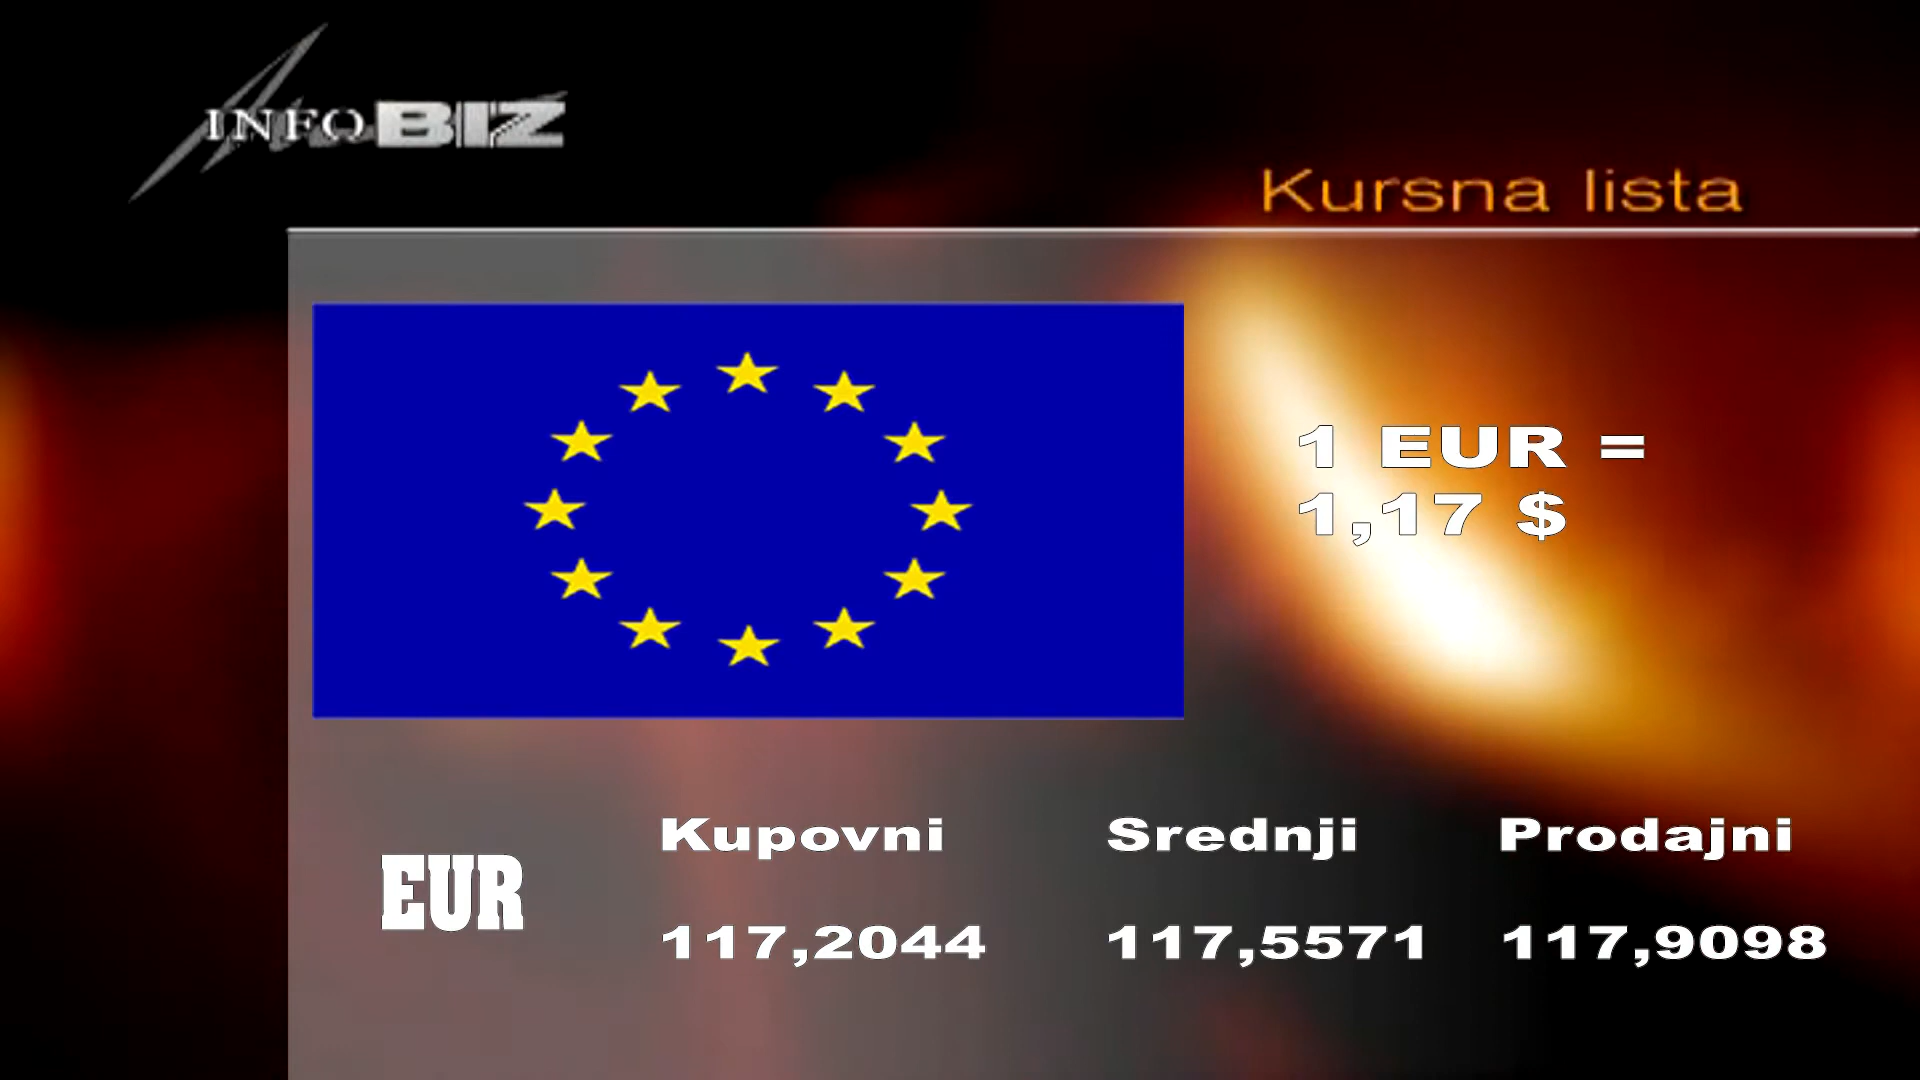 INFO BIZ
Kursna lista
1 EUR =
1,17 $
Kupovni Srednji Prodajni
EUR
117,2044 117,5571 117,9098